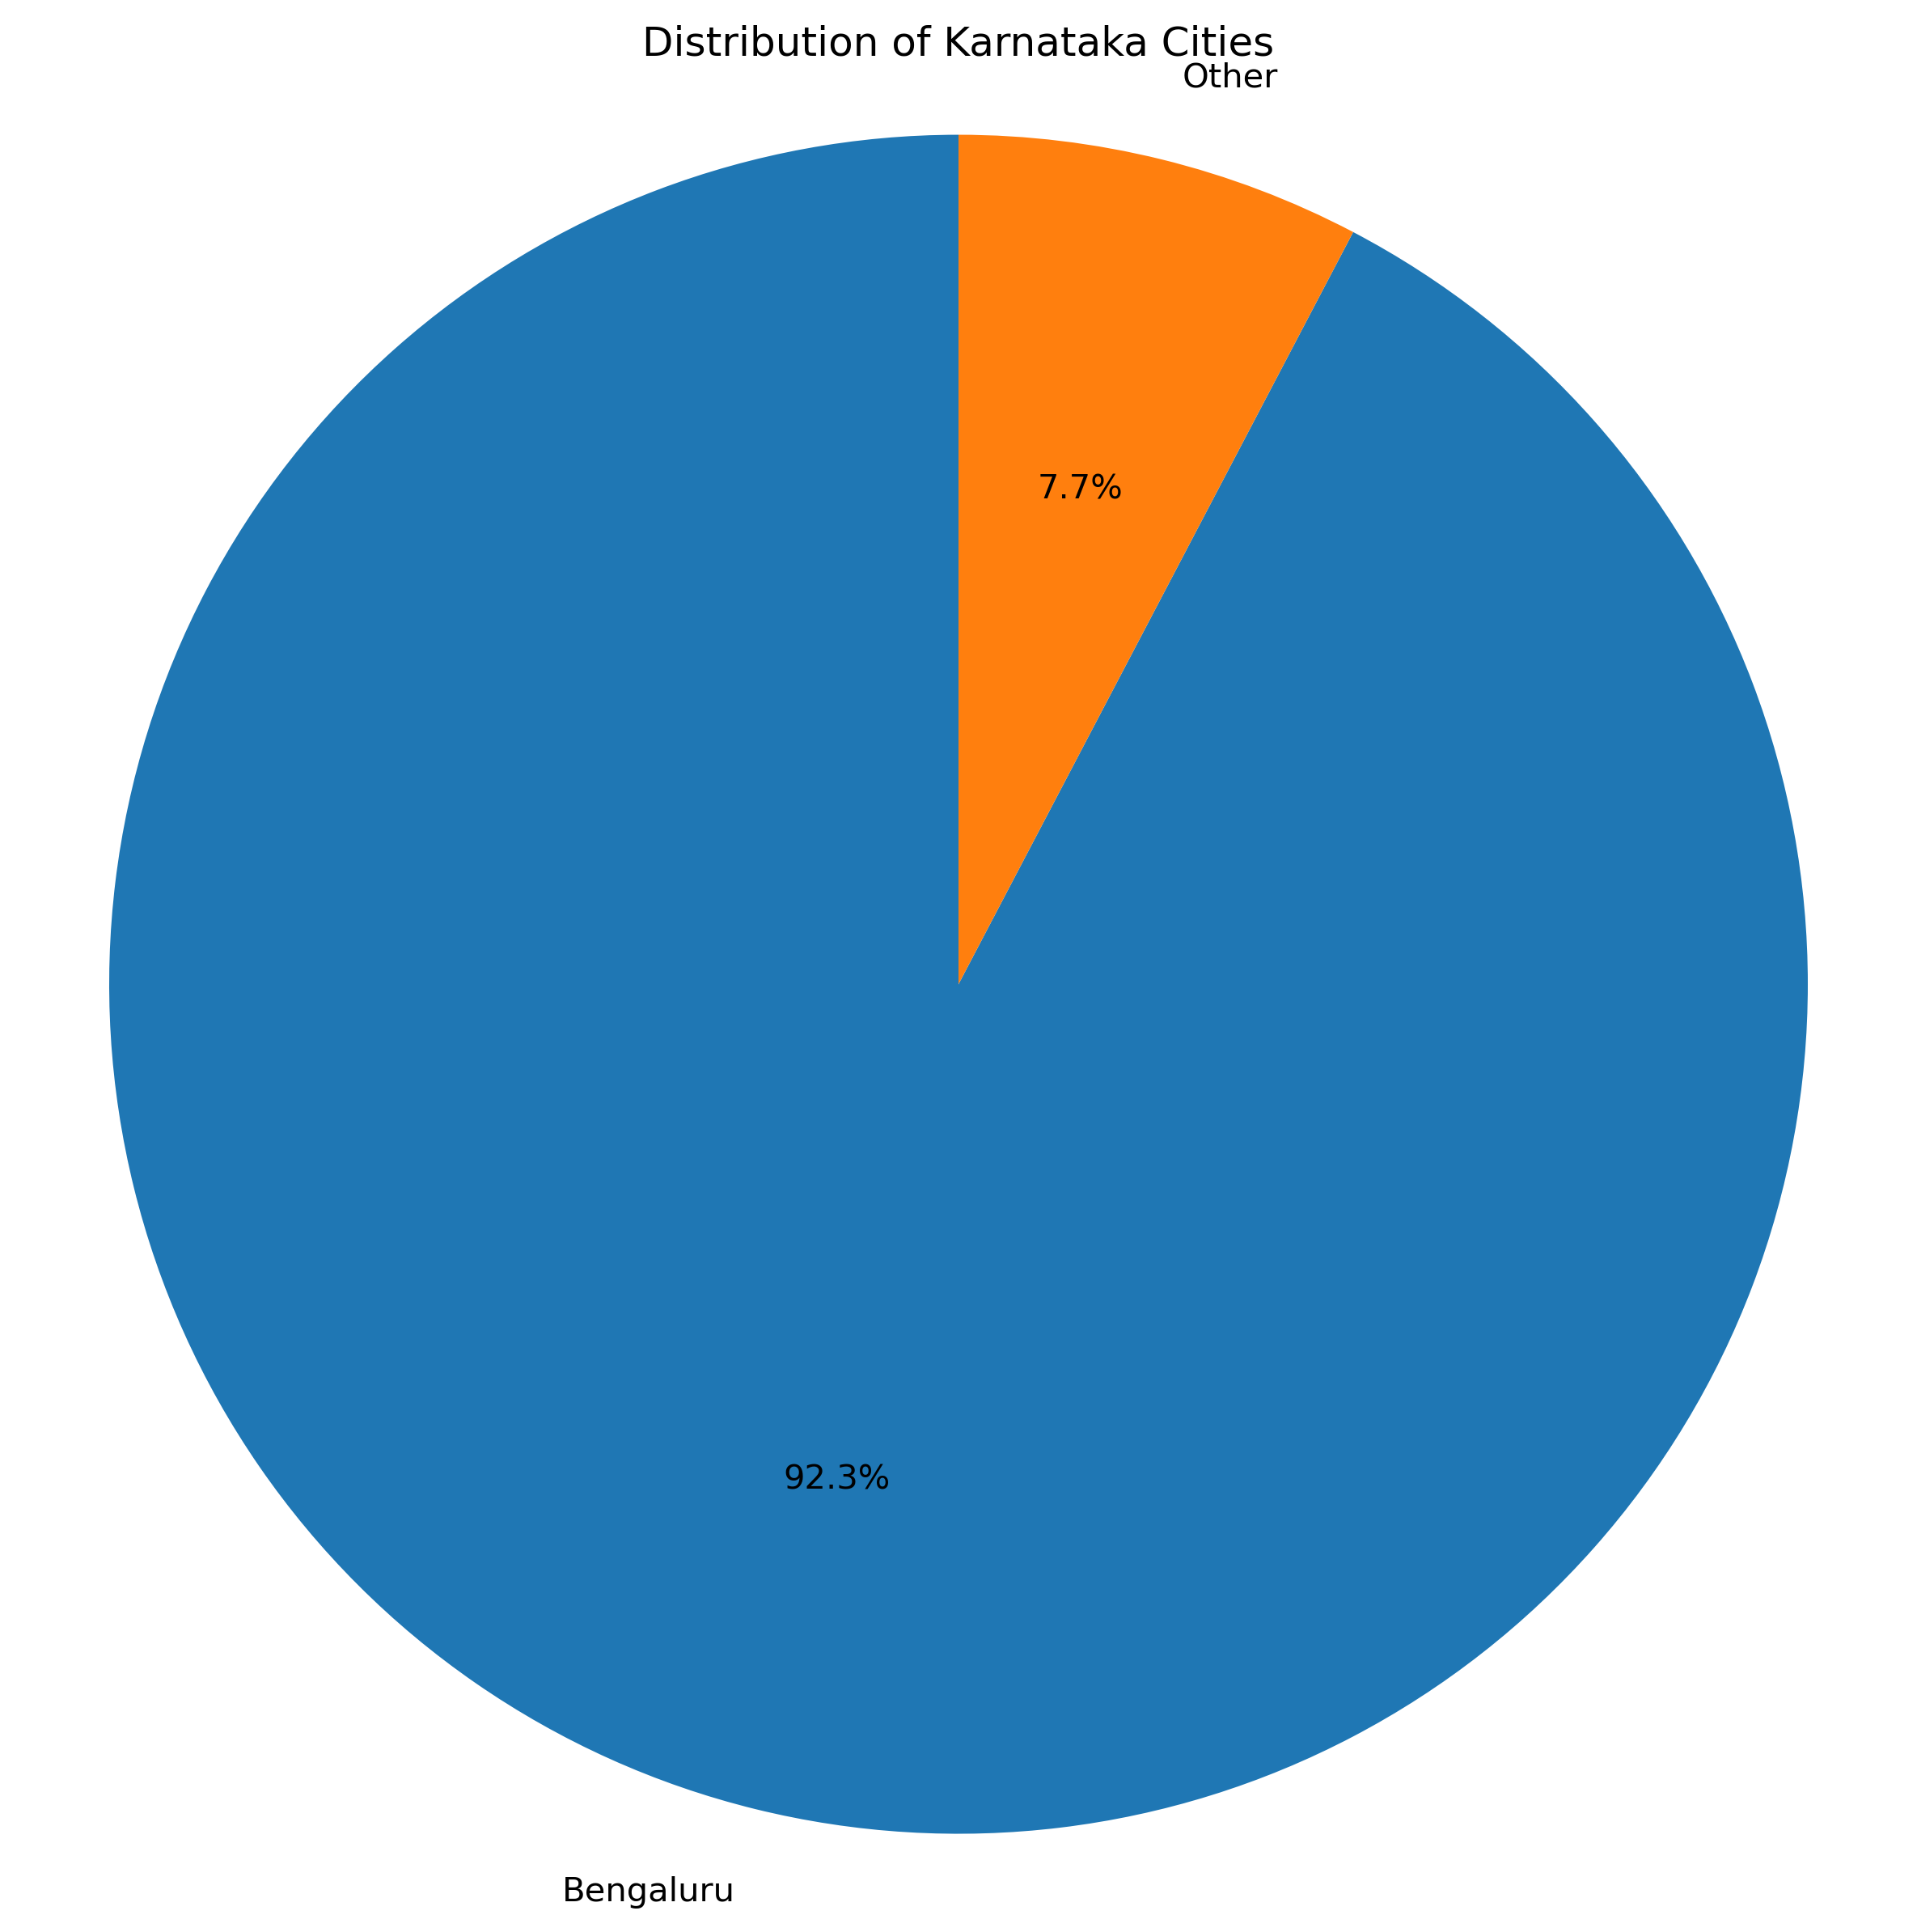 Distribution of Karnataka Cities
Other
7.7%
92.3%
Bengaluru